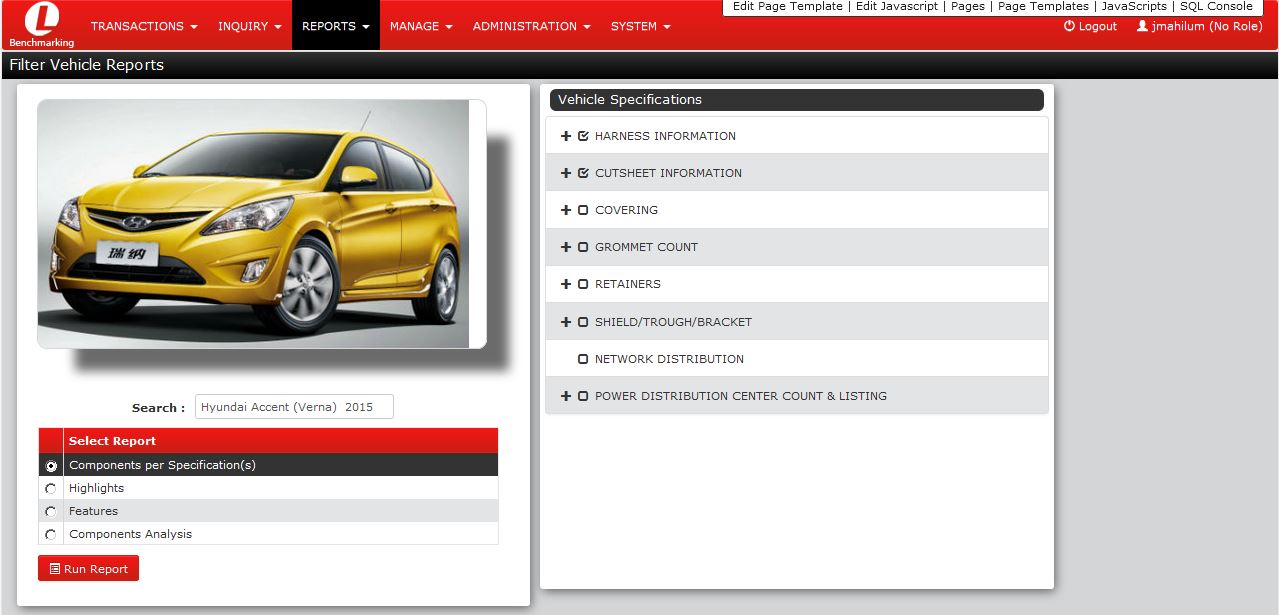 Edit Page Template | Edit Javascript | Pages | Page Templates | JavaScripts | SQL Console
L
Benchmarking
TRANSACTIONS INQUIRY REPORTS MANAGE ADMINISTRATION SYSTEM
Logout jmahilum (No Role)
Filter Vehicle Reports
瑞纳
Search : Hyundai Accent (Verna) 2015
Select Report
Components per Specification(s)
Highlights
Features
Components Analysis
Run Report
Vehicle Specifications
HARNESS INFORMATION
CUTSHEET INFORMATION
COVERING
GROMMET COUNT
RETAINERS
SHIELD/TROUGH/BRACKET
NETWORK DISTRIBUTION
POWER DISTRIBUTION CENTER COUNT & LISTING